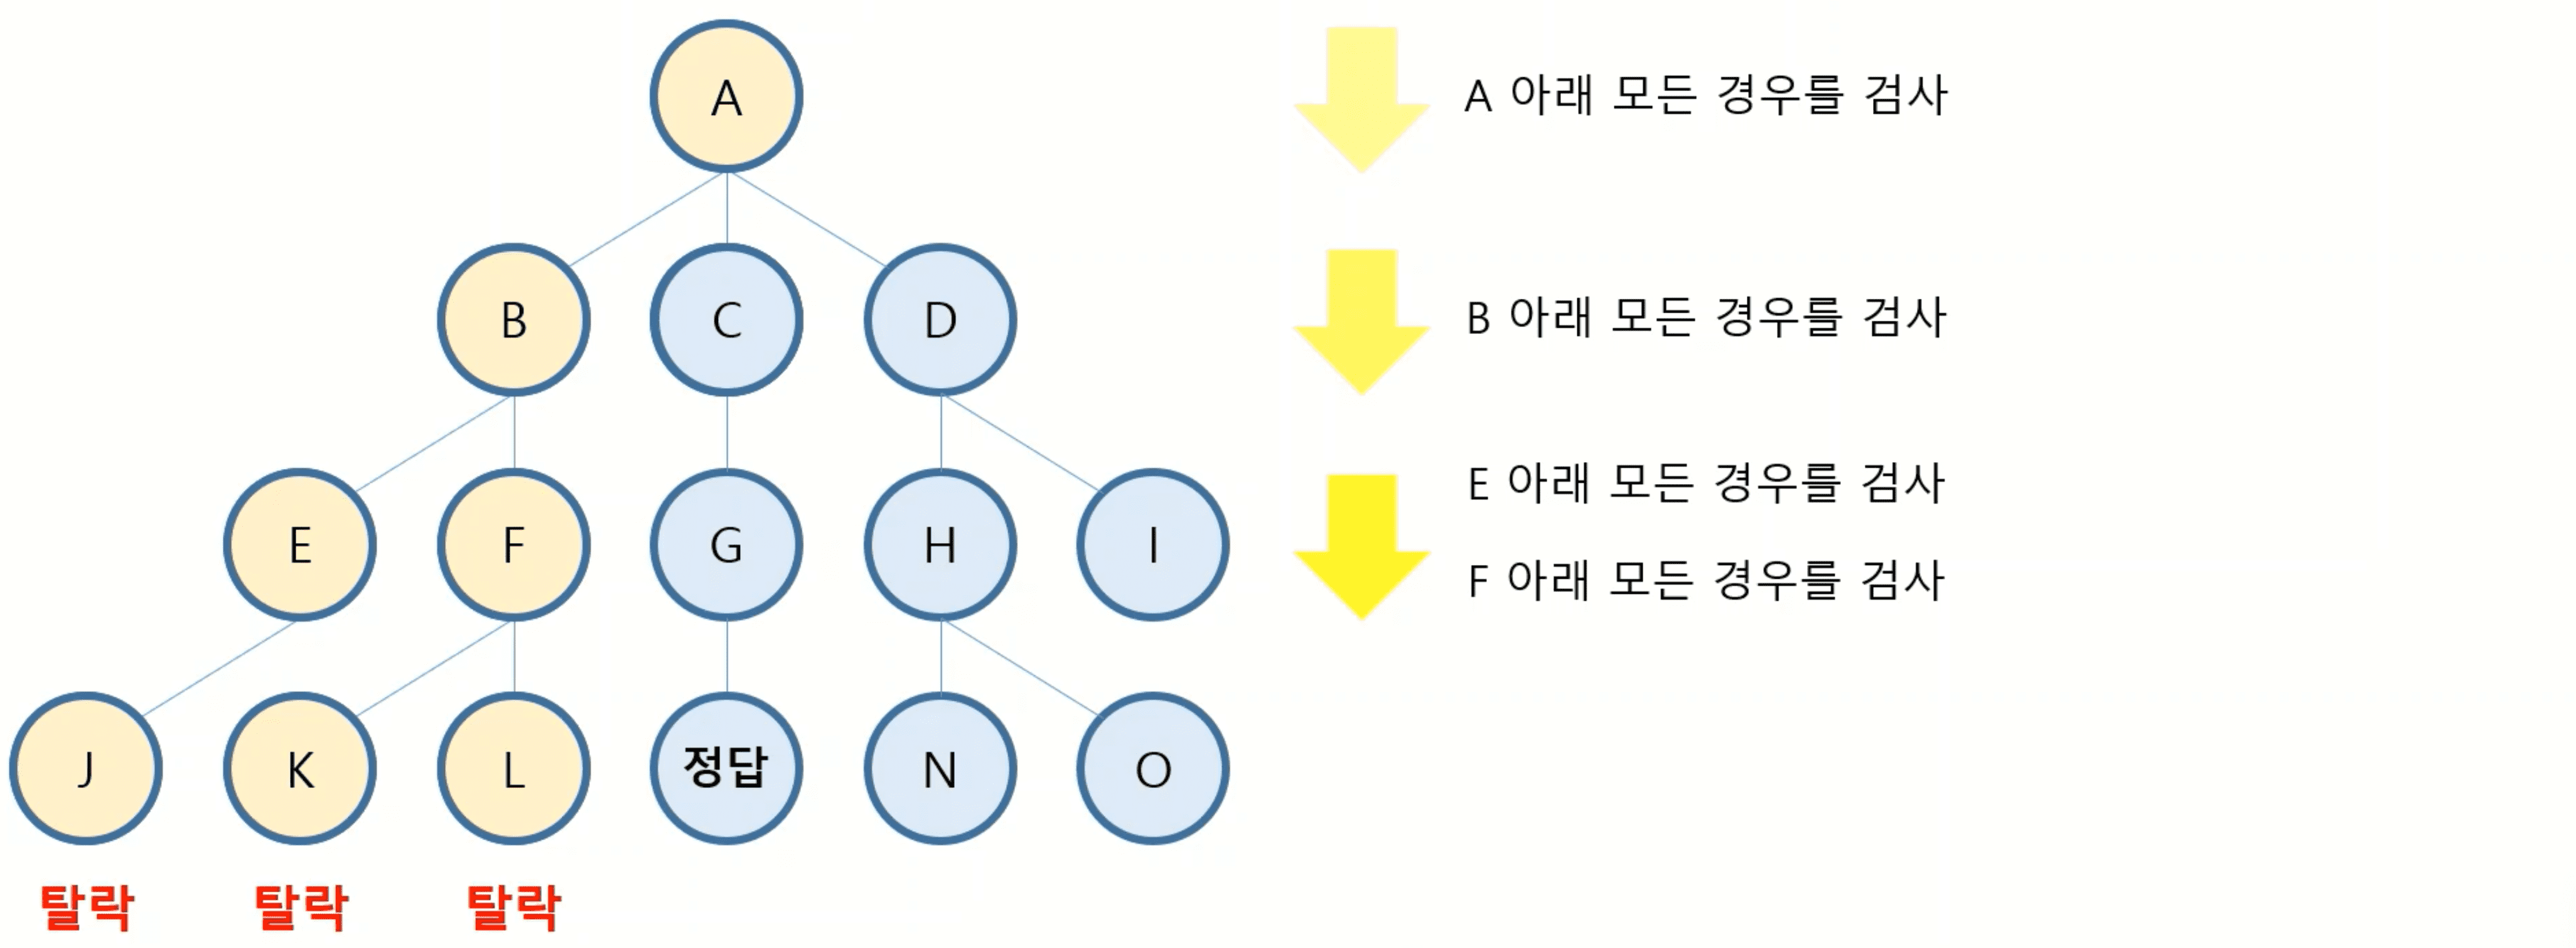 A
A 아래 모든 경우를 검사
B
C
D
B 아래 모든 경우를 검사
E
F
G
H
I
E 아래 모든 경우를 검사
F 아래 모든 경우를 검사
J
K
L
정답
N
O
탈락
탈락
탈락